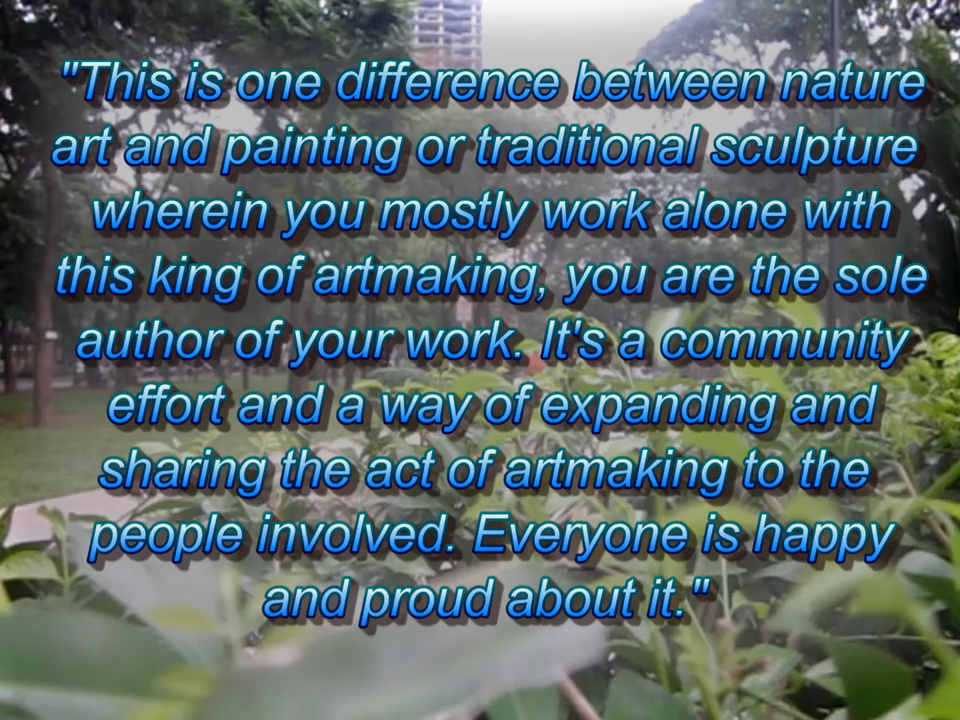 "This is one difference between nature
art and painting or traditional sculpture
wherein you mostly work alone with
this king of artmaking, you are the sole
author of your work. It's a community
effort and a way of expanding and
sharing the act of artmaking to the
people involved. Everyone is happy
and proud about it."